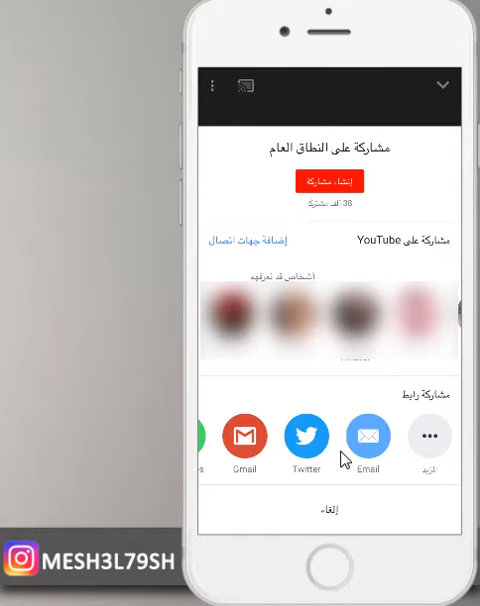 مشاركة على النطاق العام
إنشاء مشاركة
38 ألف مشترك
مشاركة على YouTube
إضافة جهات اتصال
أشخاص قد تعرفهم
مشاركة رابط
المزيد
Email
Twitter
Gmail
إلغاء
MESH3L79SH